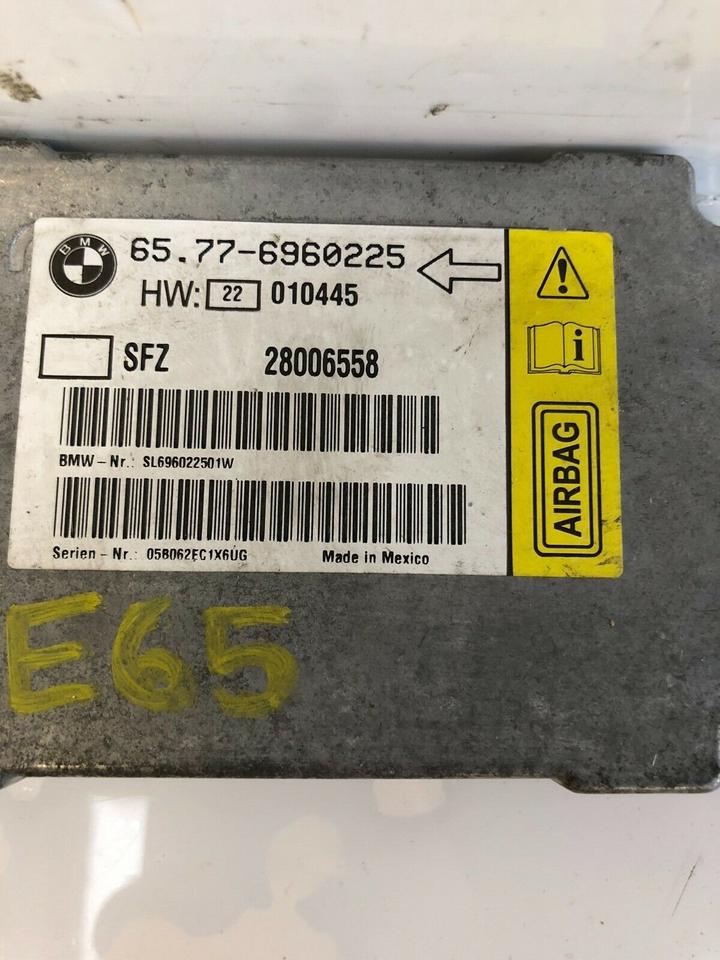 BMW 65.77-6960225
HW: 22 010445
SFZ 28006558
BMW-Nr.: SL696022501W
Serien-Nr.: 05B062EC1X6UG Made in Mexico
i
AIRBAG
E65